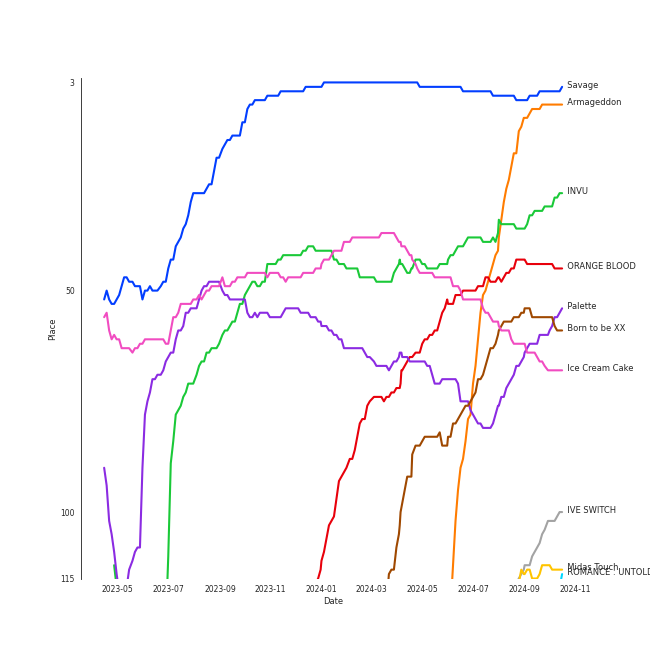 3
50
100
115
Place
Savage
Armageddon
INVU
ORANGE BLOOD
Palette
Born to be XX
Ice Cream Cake
IVE SWITCH
Midas Touch
ROMANCE : UNTOLD
2023-05
2023-07
2023-09
2023-11
2024-01
2024-03
2024-05
2024-07
2024-09
2024-11
Date